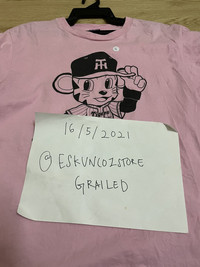 16/5/2021
@ ESKUNCOZSTORE
GRAILED